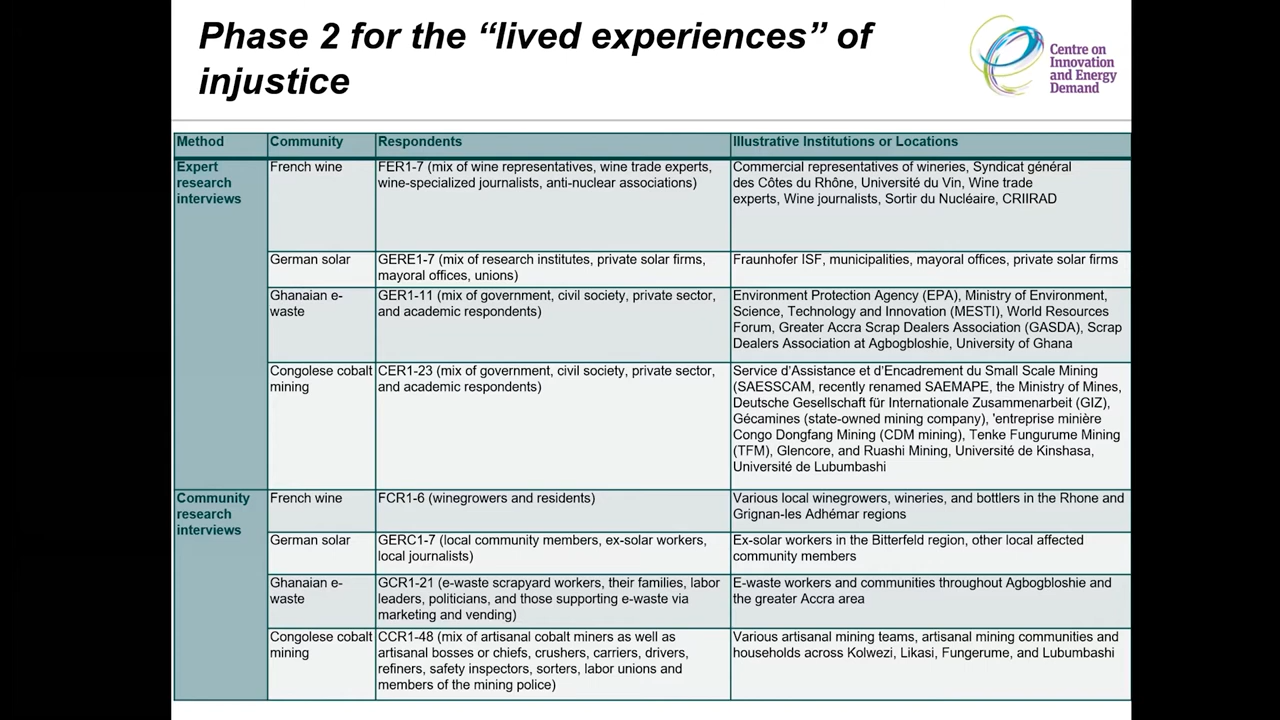 Phase 2 for the “lived experiences” of
injustice
Centre on
Innovation
and Energy
Demand
Method
Community
Respondents
Illustrative Institutions or Locations
Expert
research
interviews
French wine
FER1-7 (mix of wine representatives, wine trade experts,
wine-specialized journalists, anti-nuclear associations)
Commercial representatives of wineries, Syndicat général
des Côtes du Rhône, Université du Vin, Wine trade
experts, Wine journalists, Sortir du Nucléaire, CRIIRAD
German solar
GERE1-7 (mix of research institutes, private solar firms,
mayoral offices, unions)
Fraunhofer ISF, municipalities, mayoral offices, private solar firms
Ghanaian e-
waste
GER1-11 (mix of government, civil society, private sector,
and academic respondents)
Environment Protection Agency (EPA), Ministry of Environment,
Science, Technology and Innovation (MESTI), World Resources
Forum, Greater Accra Scrap Dealers Association (GASDA), Scrap
Dealers Association at Agbogbloshie, University of Ghana
Congolese cobalt
mining
CER1-23 (mix of government, civil society, private sector,
and academic respondents)
Service d’Assistance et d’Encadrement du Small Scale Mining
(SAESSCAM, recently renamed SAEMAPE, the Ministry of Mines,
Deutsche Gesellschaft für Internationale Zusammenarbeit (GIZ),
Gécamines (state-owned mining company), 'entreprise minière
Congo Dongfang Mining (CDM mining), Tenke Fungurume Mining
(TFM), Glencore, and Ruashi Mining, Université de Kinshasa,
Université de Lubumbashi
Community
research
interviews
French wine
FCR1-6 (winegrowers and residents)
Various local winegrowers, wineries, and bottlers in the Rhone and
Grignan-les Adhémar regions
German solar
GERC1-7 (local community members, ex-solar workers,
local journalists)
Ex-solar workers in the Bitterfeld region, other local affected
community members
Ghanaian e-
waste
GCR1-21 (e-waste scrapyard workers, their families, labor
leaders, politicians, and those supporting e-waste via
marketing and vending)
E-waste workers and communities throughout Agbogbloshie and
the greater Accra area
Congolese cobalt
mining
CCR1-48 (mix of artisanal cobalt miners as well as
artisanal bosses or chiefs, crushers, carriers, drivers,
refiners, safety inspectors, sorters, labor unions and
members of the mining police)
Various artisanal mining teams, artisanal mining communities and
households across Kolwezi, Likasi, Fungerume, and Lubumbashi